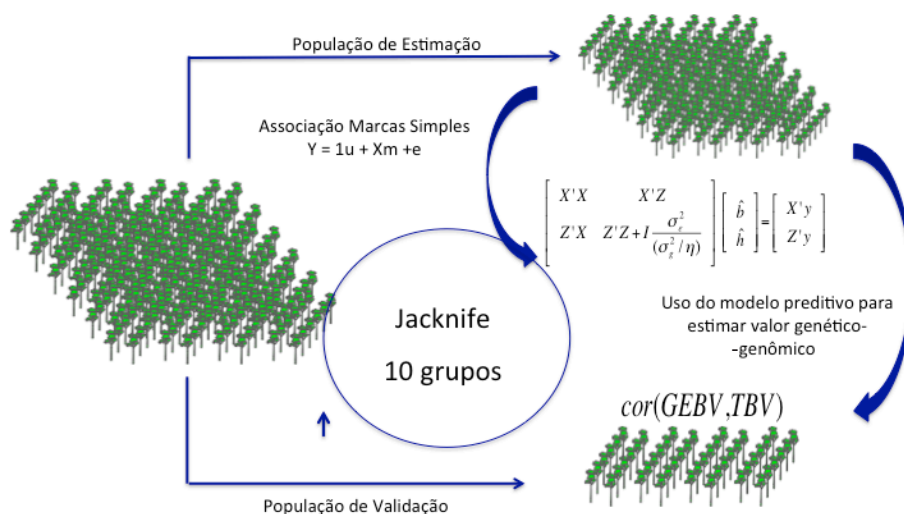 População de Estimação
Associação Marcas Simples
Y = 1u + Xm +e
X'X X'Z
Z'X Z'Z+I σ²ₑ/(σ²g/η)
b̂
ĥ
=
X'y
Z'y
Jacknife
10 grupos
Uso do modelo preditivo para
estimar valor genético-
-genômico
cor(GEBV,TBV)
População de Validação